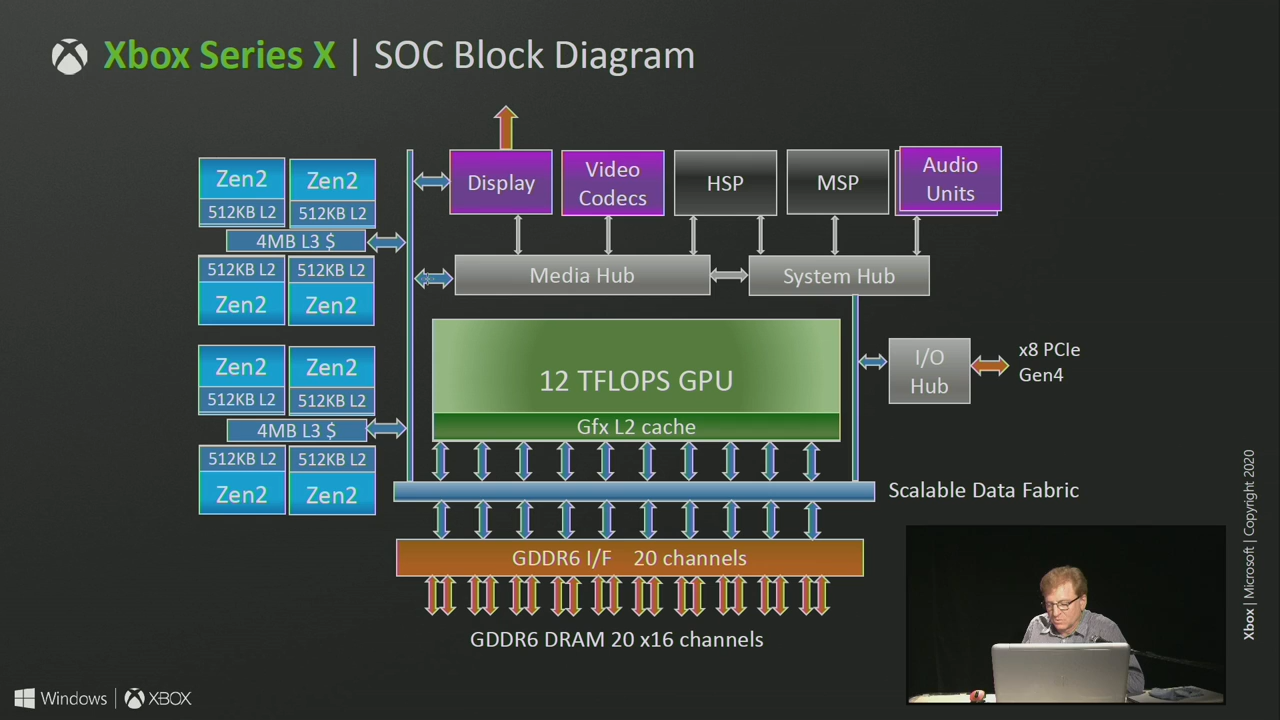 Xbox Series X | SOC Block Diagram
Zen2
Zen2
512KB L2
512KB L2
4MB L3 $
512KB L2
512KB L2
Zen2
Zen2
Zen2
Zen2
512KB L2
512KB L2
4MB L3 $
512KB L2
512KB L2
Zen2
Zen2
Display
Video
Codecs
HSP
MSP
Audio
Units
Media Hub
System Hub
12 TFLOPS GPU
Gfx L2 cache
I/O
Hub
x8 PCIe
Gen4
Scalable Data Fabric
GDDR6 I/F 20 channels
GDDR6 DRAM 20 x16 channels
Xbox | Microsoft | Copyright 2020
Windows | XBOX